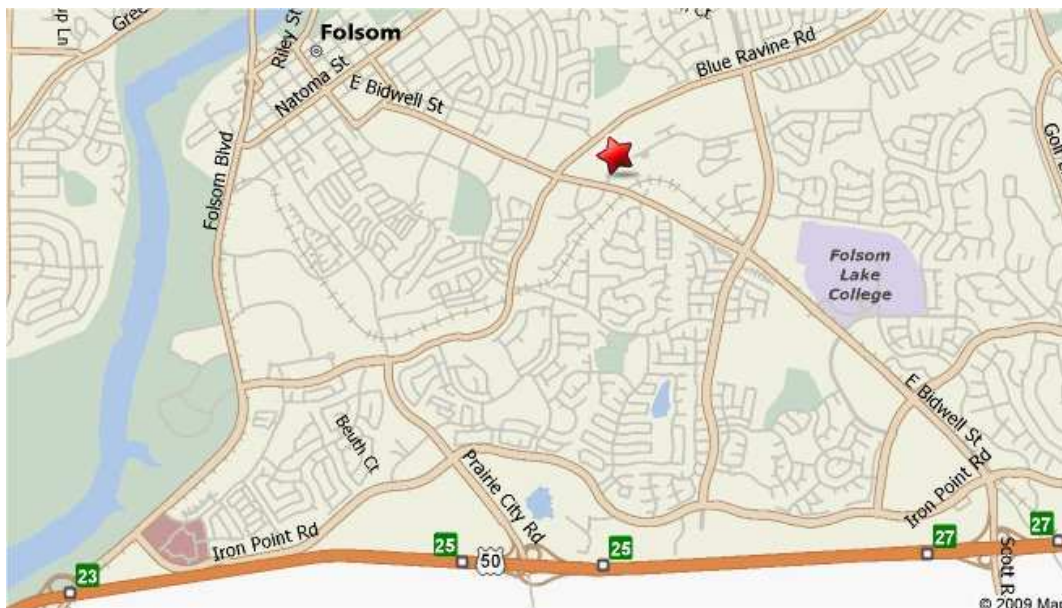 Folsom
Riley St
Natoma St
E Bidwell St
Blue Ravine Rd
Folsom Blvd
Folsom
Lake
College
E Bidwell St
Beuth Ct
Prairie City Rd
Iron Point Rd
Iron Point Rd
23
25
50
25
27
27
Scott R
© 2009 Ma